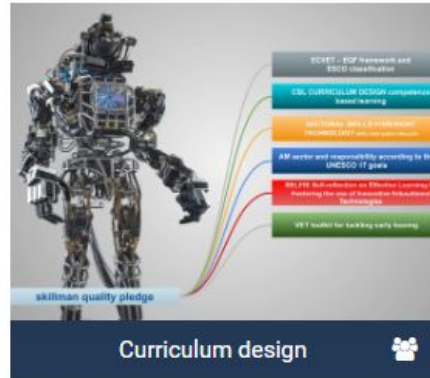 ECVET – EQF framework and
ESCO classification
CBL CURRICULUM DESIGN competence
based learning
SECTORAL SKILLS FORESIGHT
TECHNOLOGY
AM sector and responsibility according to the
UNESCO 17 goals
SELFIE Self-reflection on Effective Learning by
Fostering the use of Innovative Educational
Technologies
VET toolkit for tackling early leaving
skillman quality pledge
Curriculum design